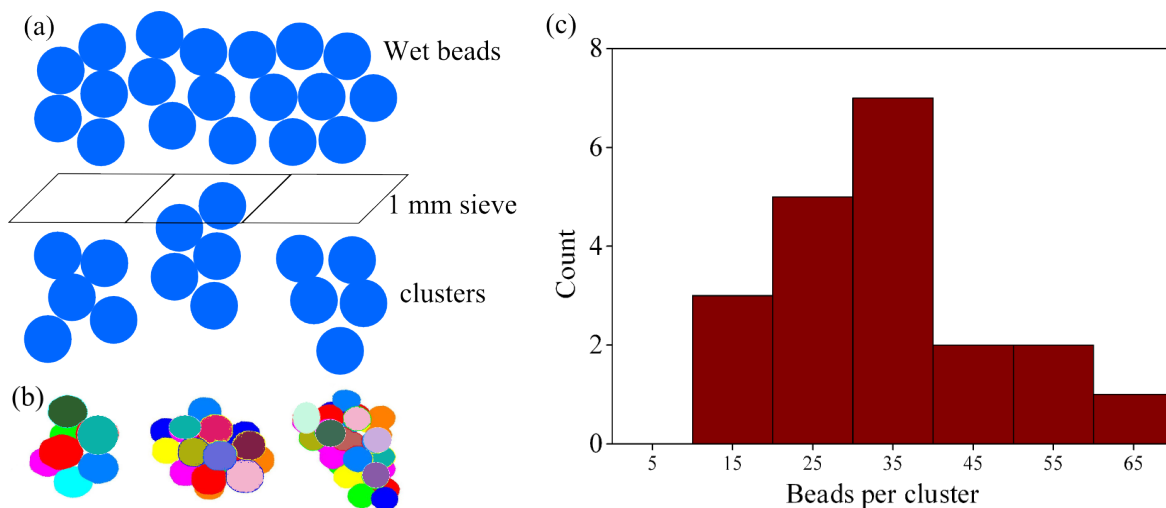 (a)
Wet beads
1 mm sieve
clusters
(b)
(c)
8
6
4
2
0
Count
5 15 25 35 45 55 65
Beads per cluster